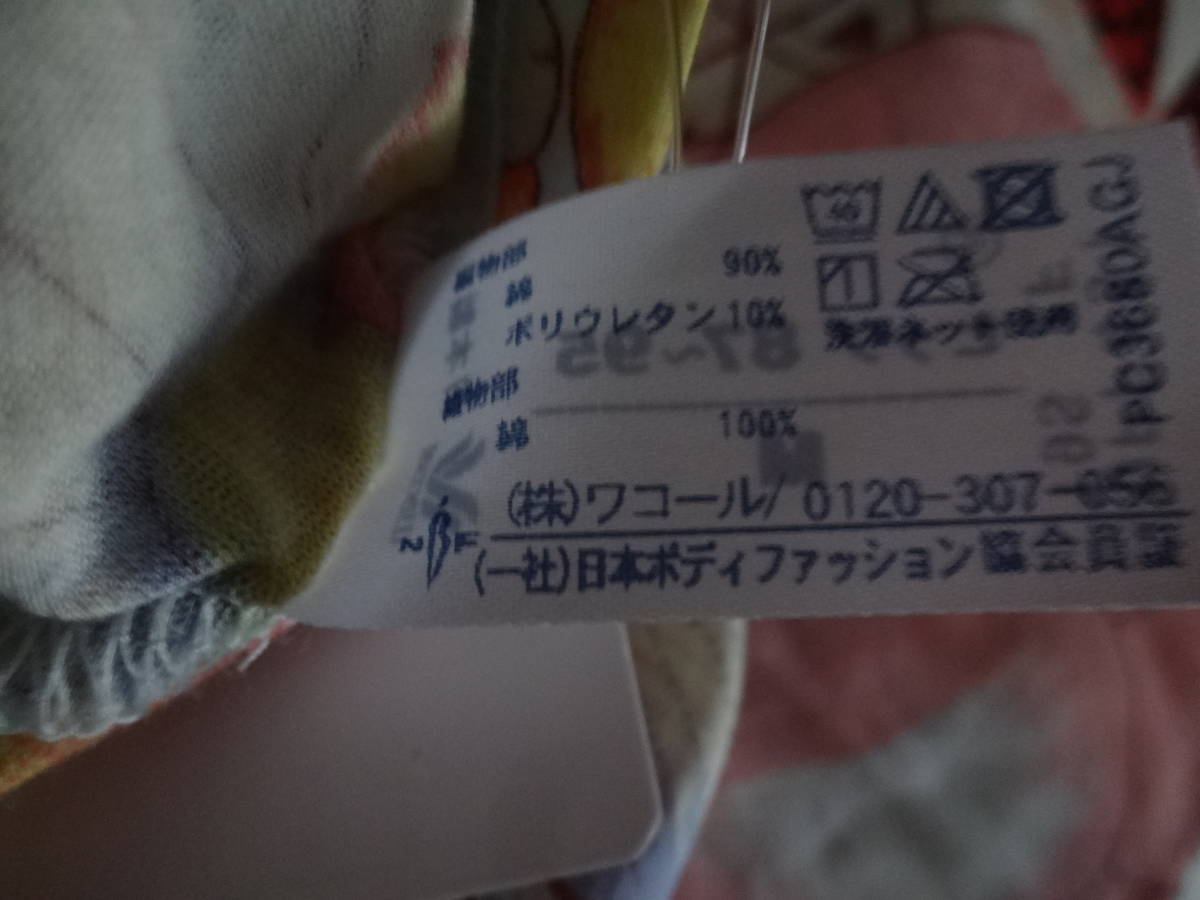 編物部
綿 90%
ポリウレタン 10%
織物部
綿 100%
40
洗濯ネット使用
(株)ワコール/ 0120-307-
(一社)日本ボディファッション協会員